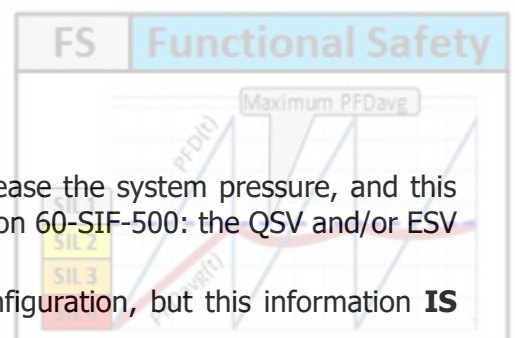 FS Functional Safety
Maximum PFDavg
PFD(t)
ease the system pressure, and this
SIL 1
on 60-SIF-500: the QSV and/or ESV
SIL 2
SIL 3
PFDavg(t)
nfiguration, but this information IS